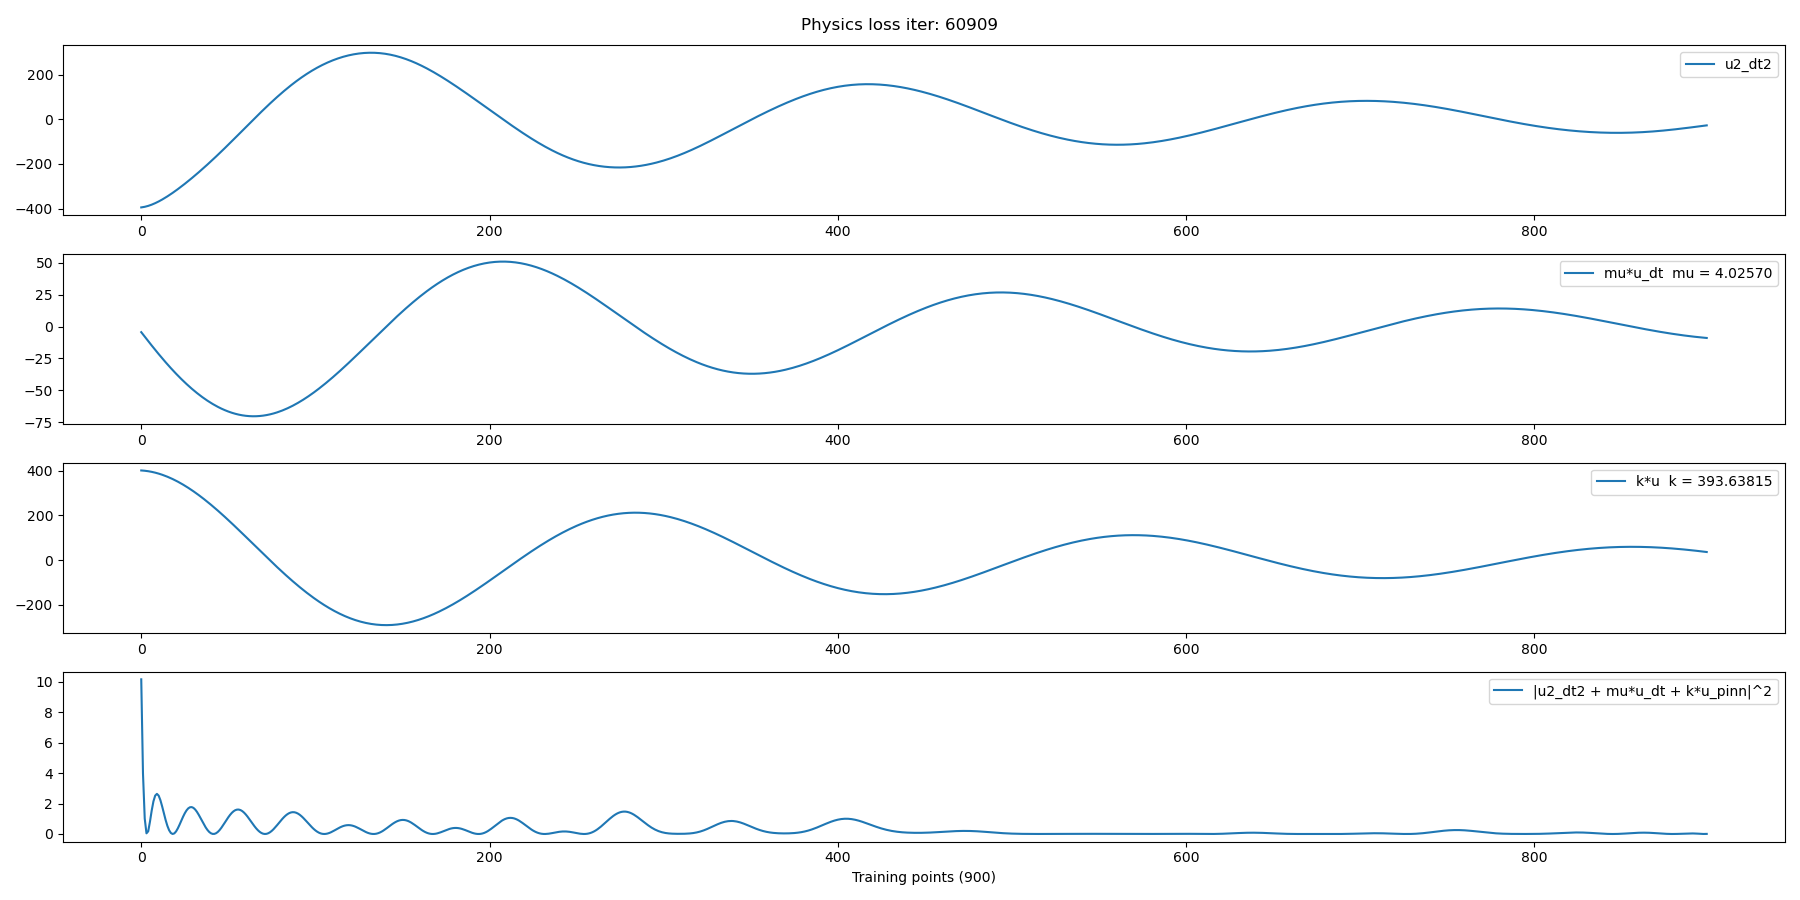 Physics loss iter: 60909
u2_dt2
200
0
−200
−400
0 200 400 600 800
mu*u_dt  mu = 4.02570
50
25
0
−25
−50
−75
0 200 400 600 800
k*u  k = 393.63815
400
200
0
−200
0 200 400 600 800
|u2_dt2 + mu*u_dt + k*u_pinn|^2
10
8
6
4
2
0
0 200 400 600 800
Training points (900)